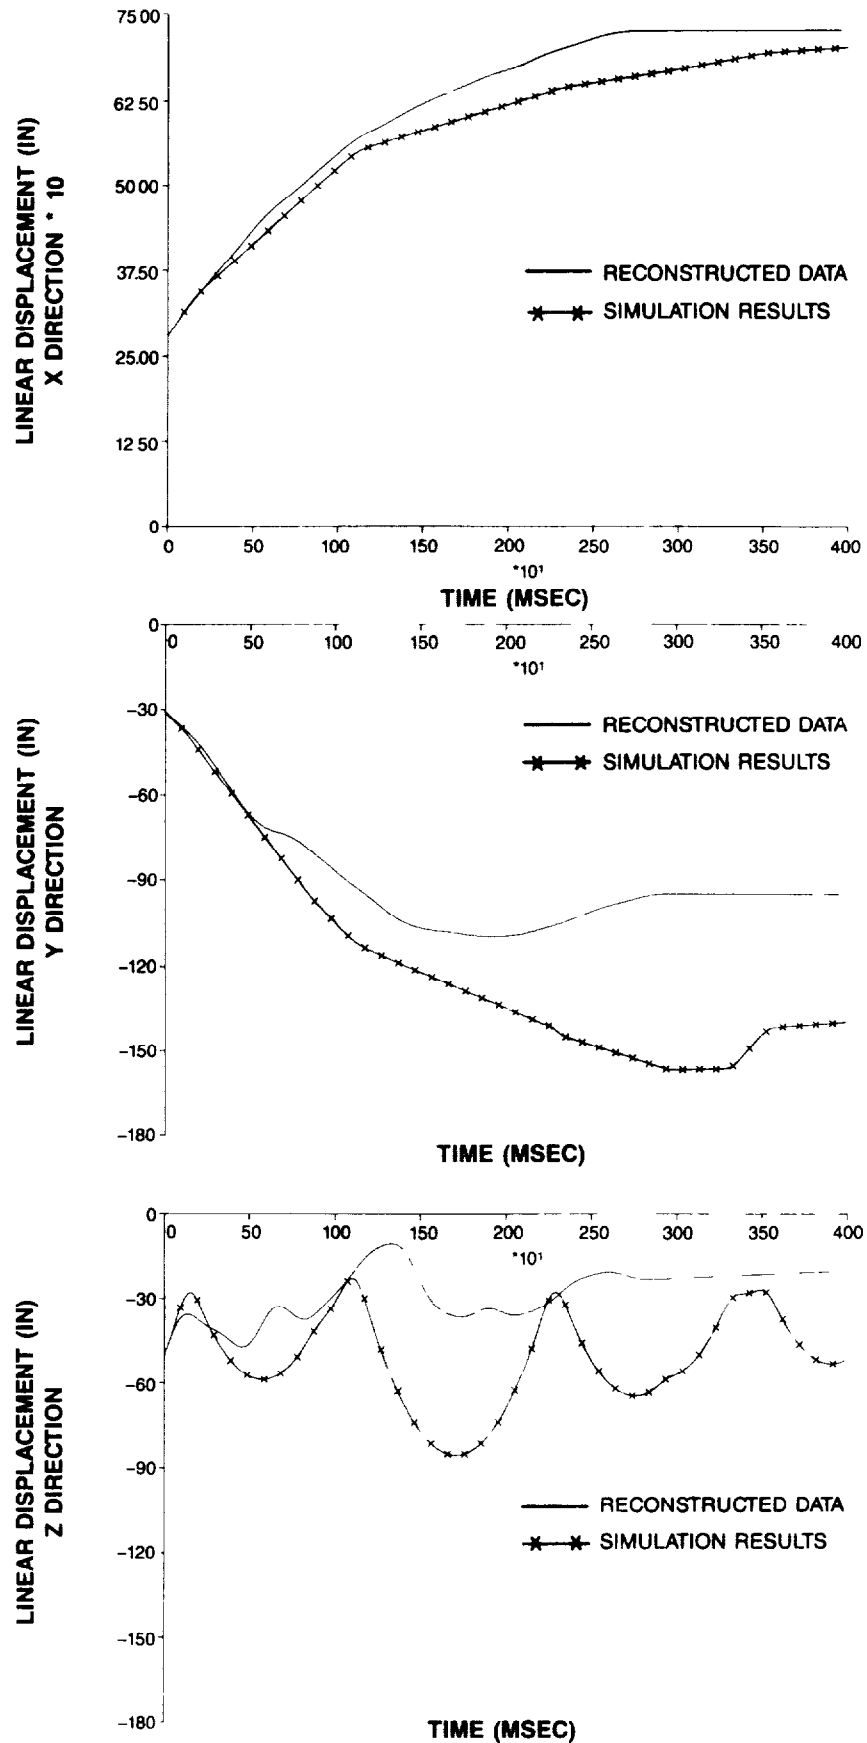 LINEAR DISPLACEMENT (IN)
X DIRECTION * 10
75 00
62 50
50 00
37.50
25.00
12 50
0
RECONSTRUCTED DATA
SIMULATION RESULTS
0 50 100 150 200 250 300 350 400
*10¹
TIME (MSEC)
LINEAR DISPLACEMENT (IN)
Y DIRECTION
0
-30
-60
-90
-120
-150
-180
0 50 100 150 200 250 300 350 400
*10¹
RECONSTRUCTED DATA
SIMULATION RESULTS
TIME (MSEC)
LINEAR DISPLACEMENT (IN)
Z DIRECTION
0
-30
-60
-90
-120
-150
-180
0 50 100 150 200 250 300 350 400
*10¹
RECONSTRUCTED DATA
SIMULATION RESULTS
TIME (MSEC)